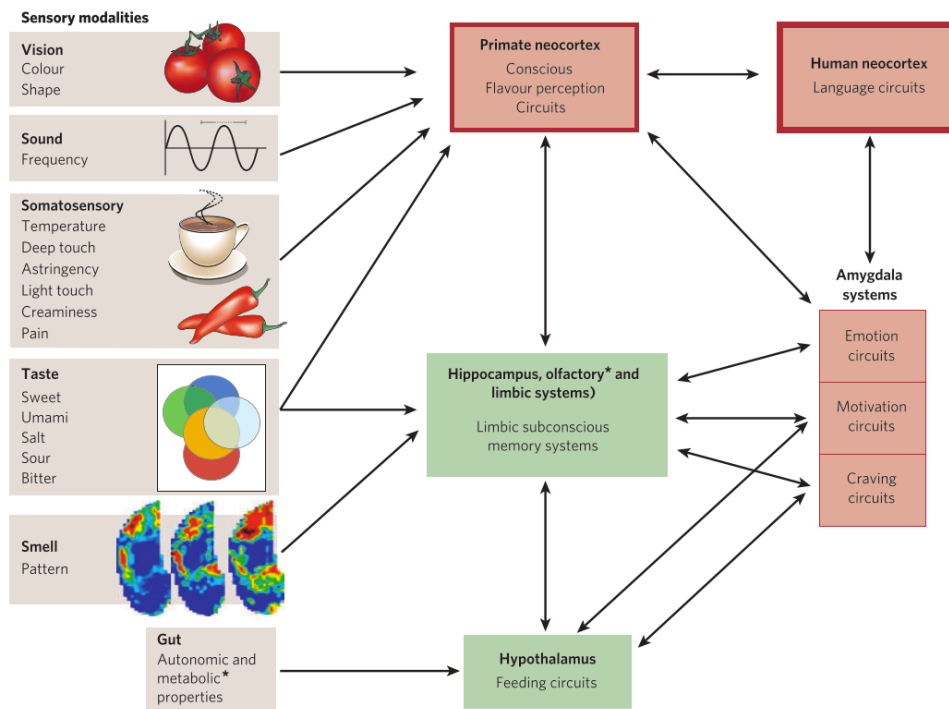 Sensory modalities
Vision
Colour
Shape
Sound
Frequency
Somatosensory
Temperature
Deep touch
Astringency
Light touch
Creaminess
Pain
Taste
Sweet
Umami
Salt
Sour
Bitter
Smell
Pattern
Gut
Autonomic and
metabolic*
properties
Primate neocortex
Conscious
Flavour perception
Circuits
Human neocortex
Language circuits
Hippocampus, olfactory* and
limbic systems)
Limbic subconscious
memory systems
Amygdala
systems
Emotion
circuits
Motivation
circuits
Craving
circuits
Hypothalamus
Feeding circuits